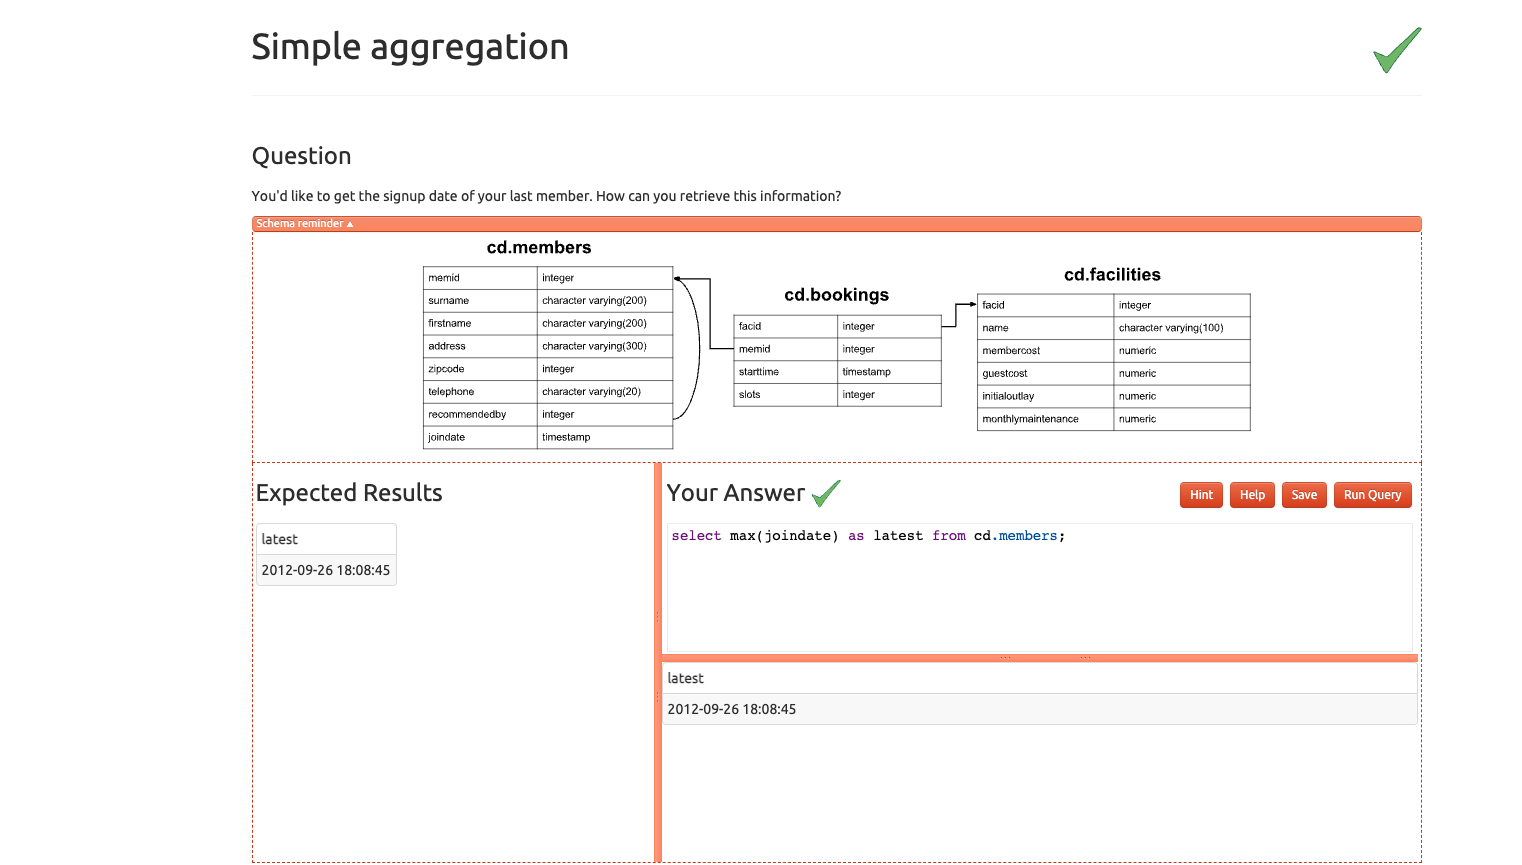 Simple aggregation
Question
You'd like to get the signup date of your last member. How can you retrieve this information?
Schema reminder ▲
cd.members
memid integer
surname character varying(200)
firstname character varying(200)
address character varying(300)
zipcode integer
telephone character varying(20)
recommendedby integer
joindate timestamp
cd.bookings
facid integer
memid integer
starttime timestamp
slots integer
cd.facilities
facid integer
name character varying(100)
membercost numeric
guestcost numeric
initialoutlay numeric
monthlymaintenance numeric
Expected Results
latest
2012-09-26 18:08:45
Your Answer
Hint Help Save Run Query
select max(joindate) as latest from cd.members;
latest
2012-09-26 18:08:45